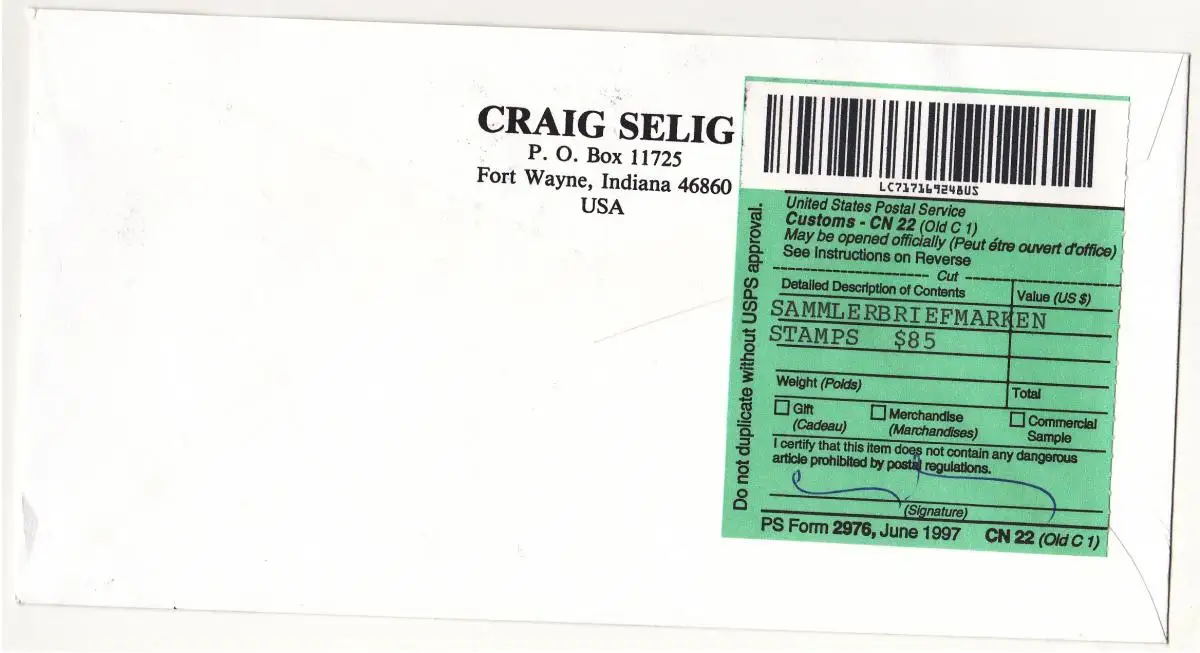 CRAIG SELIG
P. O. Box 11725
Fort Wayne, Indiana 46860
USA
LC717169248US
Do not duplicate without USPS approval.
United States Postal Service
Customs - CN 22 (Old C 1)
May be opened officially (Peut étre ouvert d'office)
See Instructions on Reverse
Cut
Detailed Description of Contents Value (US $)
SAMMLERBRIEFMARKEN
STAMPS $85
Weight (Poids) Total
Gift (Cadeau)
Merchandise (Marchandises)
Commercial Sample
I certify that this item does not contain any dangerous
article prohibited by postal regulations.
(Signature)
PS Form 2976, June 1997 CN 22 (Old C 1)